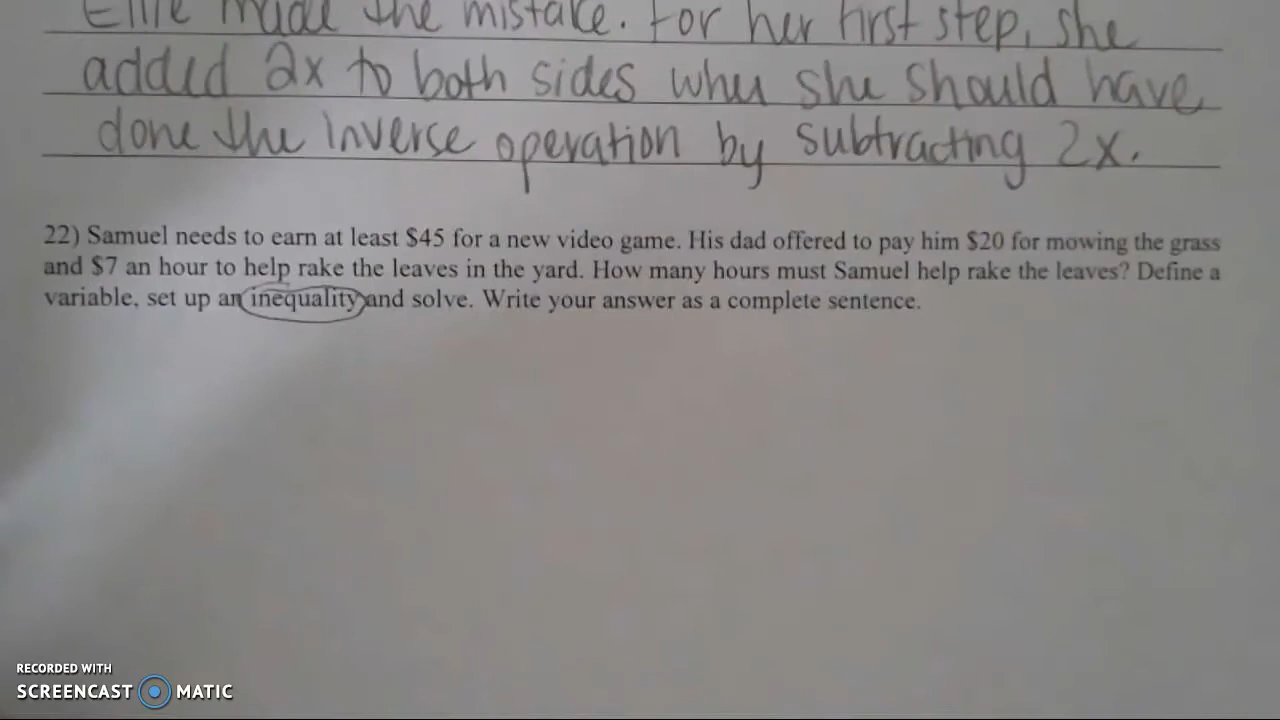 Ellie made the mistake. For her first step, she
added 2x to both sides when she should have
done the inverse operation by subtracting 2x.
22) Samuel needs to earn at least $45 for a new video game. His dad offered to pay him $20 for mowing the grass
and $7 an hour to help rake the leaves in the yard. How many hours must Samuel help rake the leaves? Define a
variable, set up an inequality and solve. Write your answer as a complete sentence.
RECORDED WITH
SCREENCAST MATIC